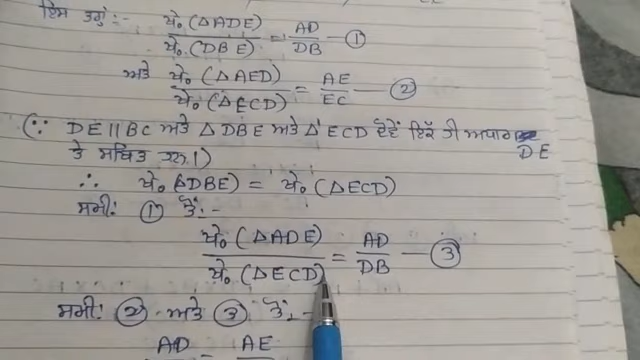 ਇਸ ਤਰ੍ਹਾਂ:- ਖੇ. (ΔADE) / ਖੇ. (DBE) = AD / DB — ①
ਅਤੇ ਖੇ. (ΔAED) / ਖੇ. (ΔECD) = AE / EC — ②
(∵ DE||BC ਅਤੇ ΔDBE ਅਤੇ ΔECD ਦੋਵੇਂ ਇੱਕੋ ਹੀ ਅਧਾਰ DE
ਤੇ ਸਥਿਤ ਹਨ।)
∴ ਖੇ. (ΔDBE) = ਖੇ. (ΔECD)
ਸਮੀ: ① ਤੋਂ:-
ਖੇ. (ΔADE) / ਖੇ. (ΔECD) = AD / DB — ③
ਸਮੀ: ② ਅਤੇ ③ ਤੋਂ:-
AD = AE